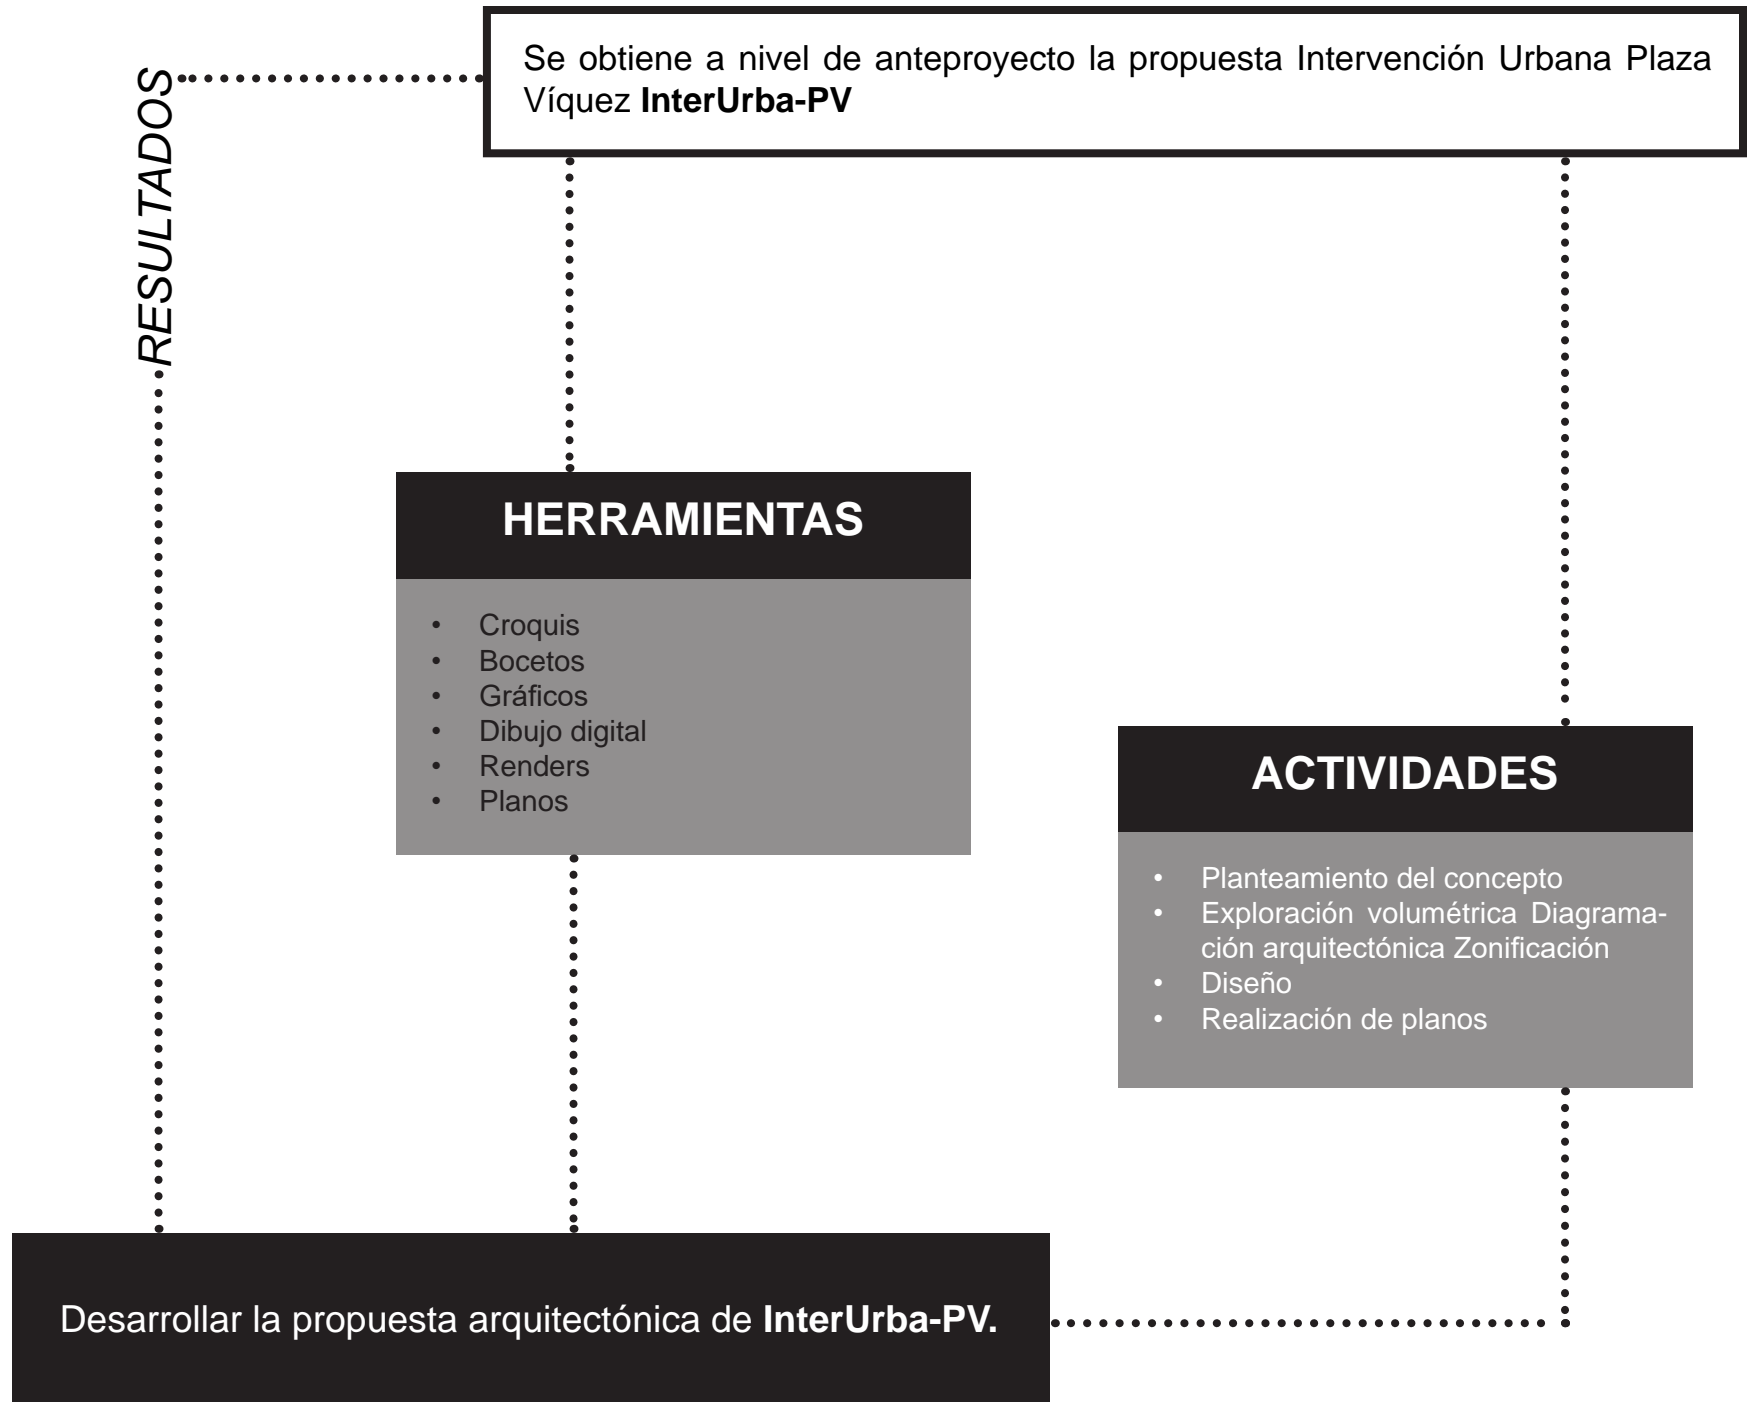 Se obtiene a nivel de anteproyecto la propuesta Intervención Urbana Plaza
Víquez InterUrba-PV
RESULTADOS
HERRAMIENTAS
• Croquis
• Bocetos
• Gráficos
• Dibujo digital
• Renders
• Planos
ACTIVIDADES
• Planteamiento del concepto
• Exploración volumétrica Diagrama-
ción arquitectónica Zonificación
• Diseño
• Realización de planos
Desarrollar la propuesta arquitectónica de InterUrba-PV.